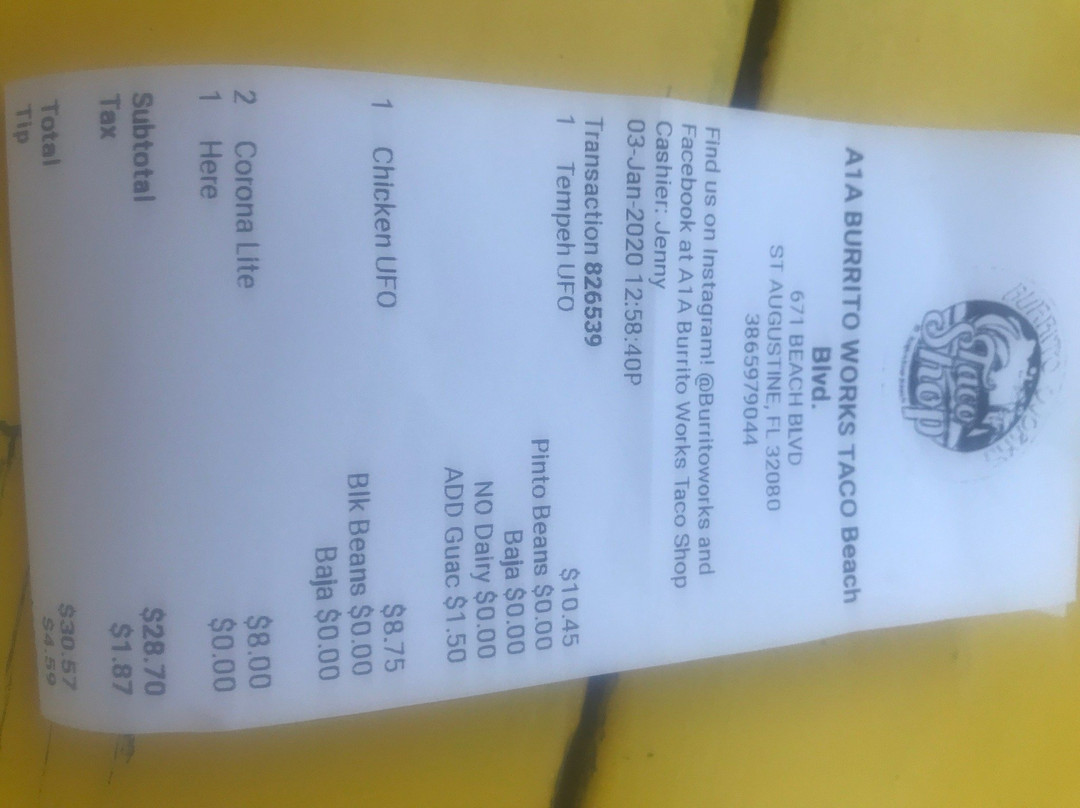 Taco
Shop
A1A BURRITO WORKS TACO Beach
Blvd.
671 BEACH BLVD
ST AUGUSTINE, FL 32080
3865979044
Find us on Instagram! @Burritoworks and
Facebook at A1A Burrito Works Taco Shop
Cashier: Jenny
03-Jan-2020 12:58:40P
Transaction 826539
1 Tempeh UFO $10.45
Pinto Beans $0.00
Baja $0.00
NO Dairy $0.00
ADD Guac $1.50
1 Chicken UFO $8.75
Blk Beans $0.00
Baja $0.00
2 Corona Lite $8.00
1 Here $0.00
Subtotal $28.70
Tax $1.87
Total $30.57
Tip $4.59